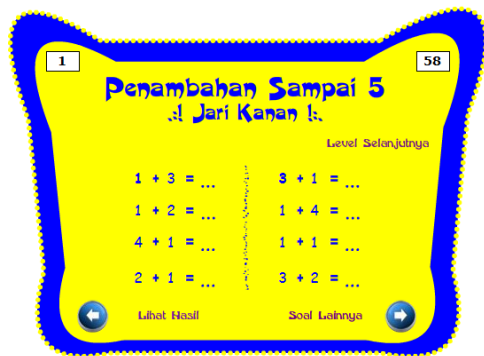 1 58
Penambahan Sampai 5
.:! Jari Kanan !:.
Level Selanjutnya
1 + 3 = ... 3 + 1 = ...
1 + 2 = ... 1 + 4 = ...
4 + 1 = ... 1 + 1 = ...
2 + 1 = ... 3 + 2 = ...
Lihat Hasil Soal Lainnya